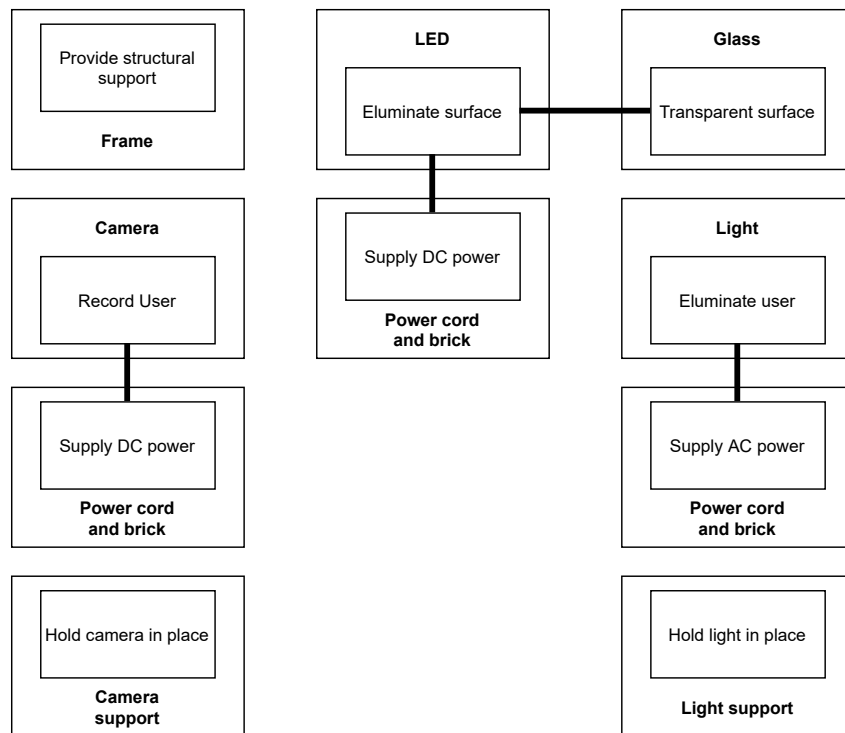 Provide structural
support
Frame
LED
Eluminate surface
Glass
Transparent surface
Camera
Record User
Supply DC power
Power cord
and brick
Light
Eluminate user
Supply DC power
Power cord
and brick
Supply AC power
Power cord
and brick
Hold camera in place
Camera
support
Hold light in place
Light support